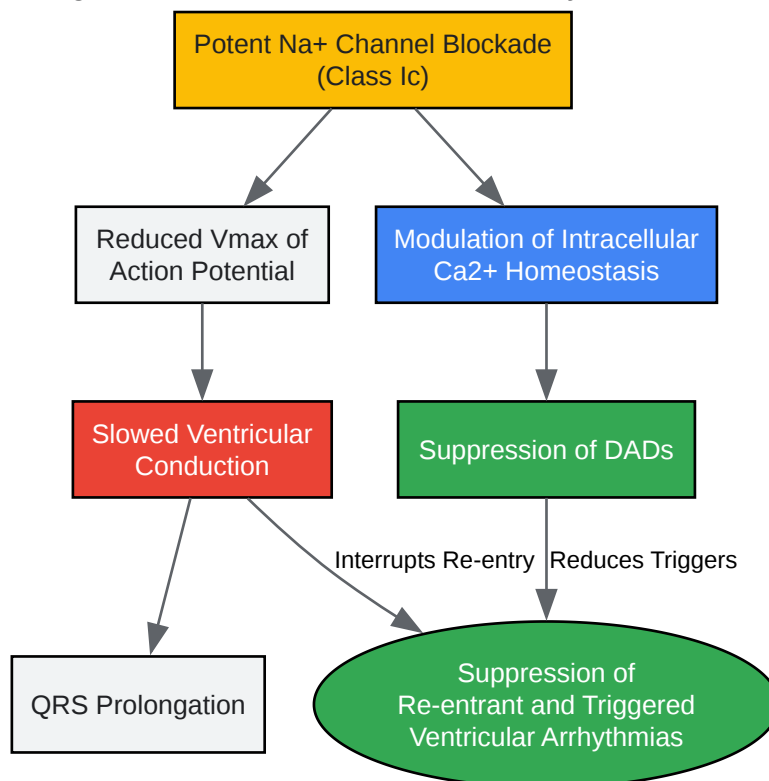 Potent Na+ Channel Blockade
(Class Ic)
Reduced Vmax of
Action Potential
Modulation of Intracellular
Ca2+ Homeostasis
Slowed Ventricular
Conduction
Suppression of DADs
Interrupts Re-entry
Reduces Triggers
QRS Prolongation
Suppression of
Re-entrant and Triggered
Ventricular Arrhythmias